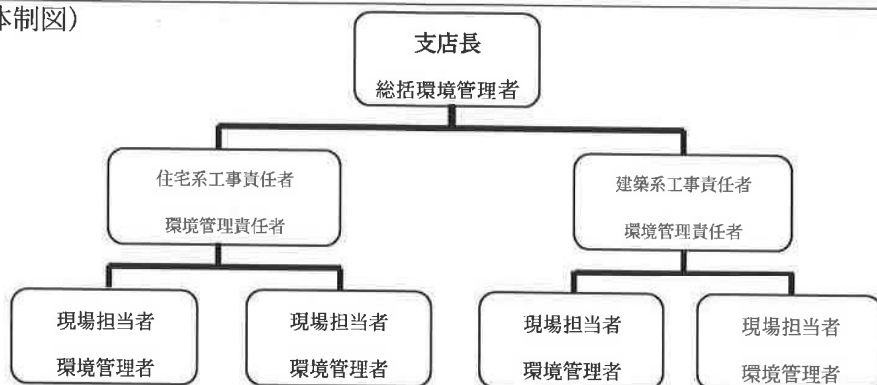 体制図)
支店長
総括環境管理者
住宅系工事責任者
環境管理責任者
建築系工事責任者
環境管理責任者
現場担当者
環境管理者
現場担当者
環境管理者
現場担当者
環境管理者
現場担当者
環境管理者